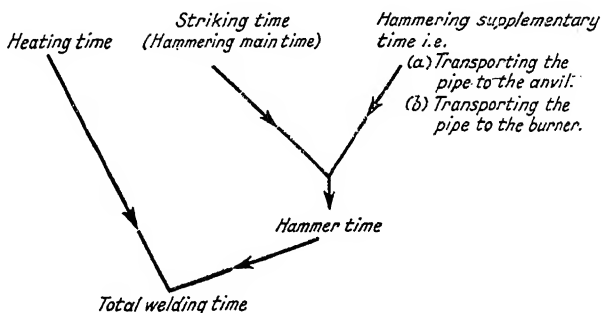 Heating time
Striking time
(Hammering main time)
Hammering supplementary
time i.e.
(a) Transporting the
pipe to the anvil.
(b) Transporting the
pipe to the burner.
Hammer time
Total welding time